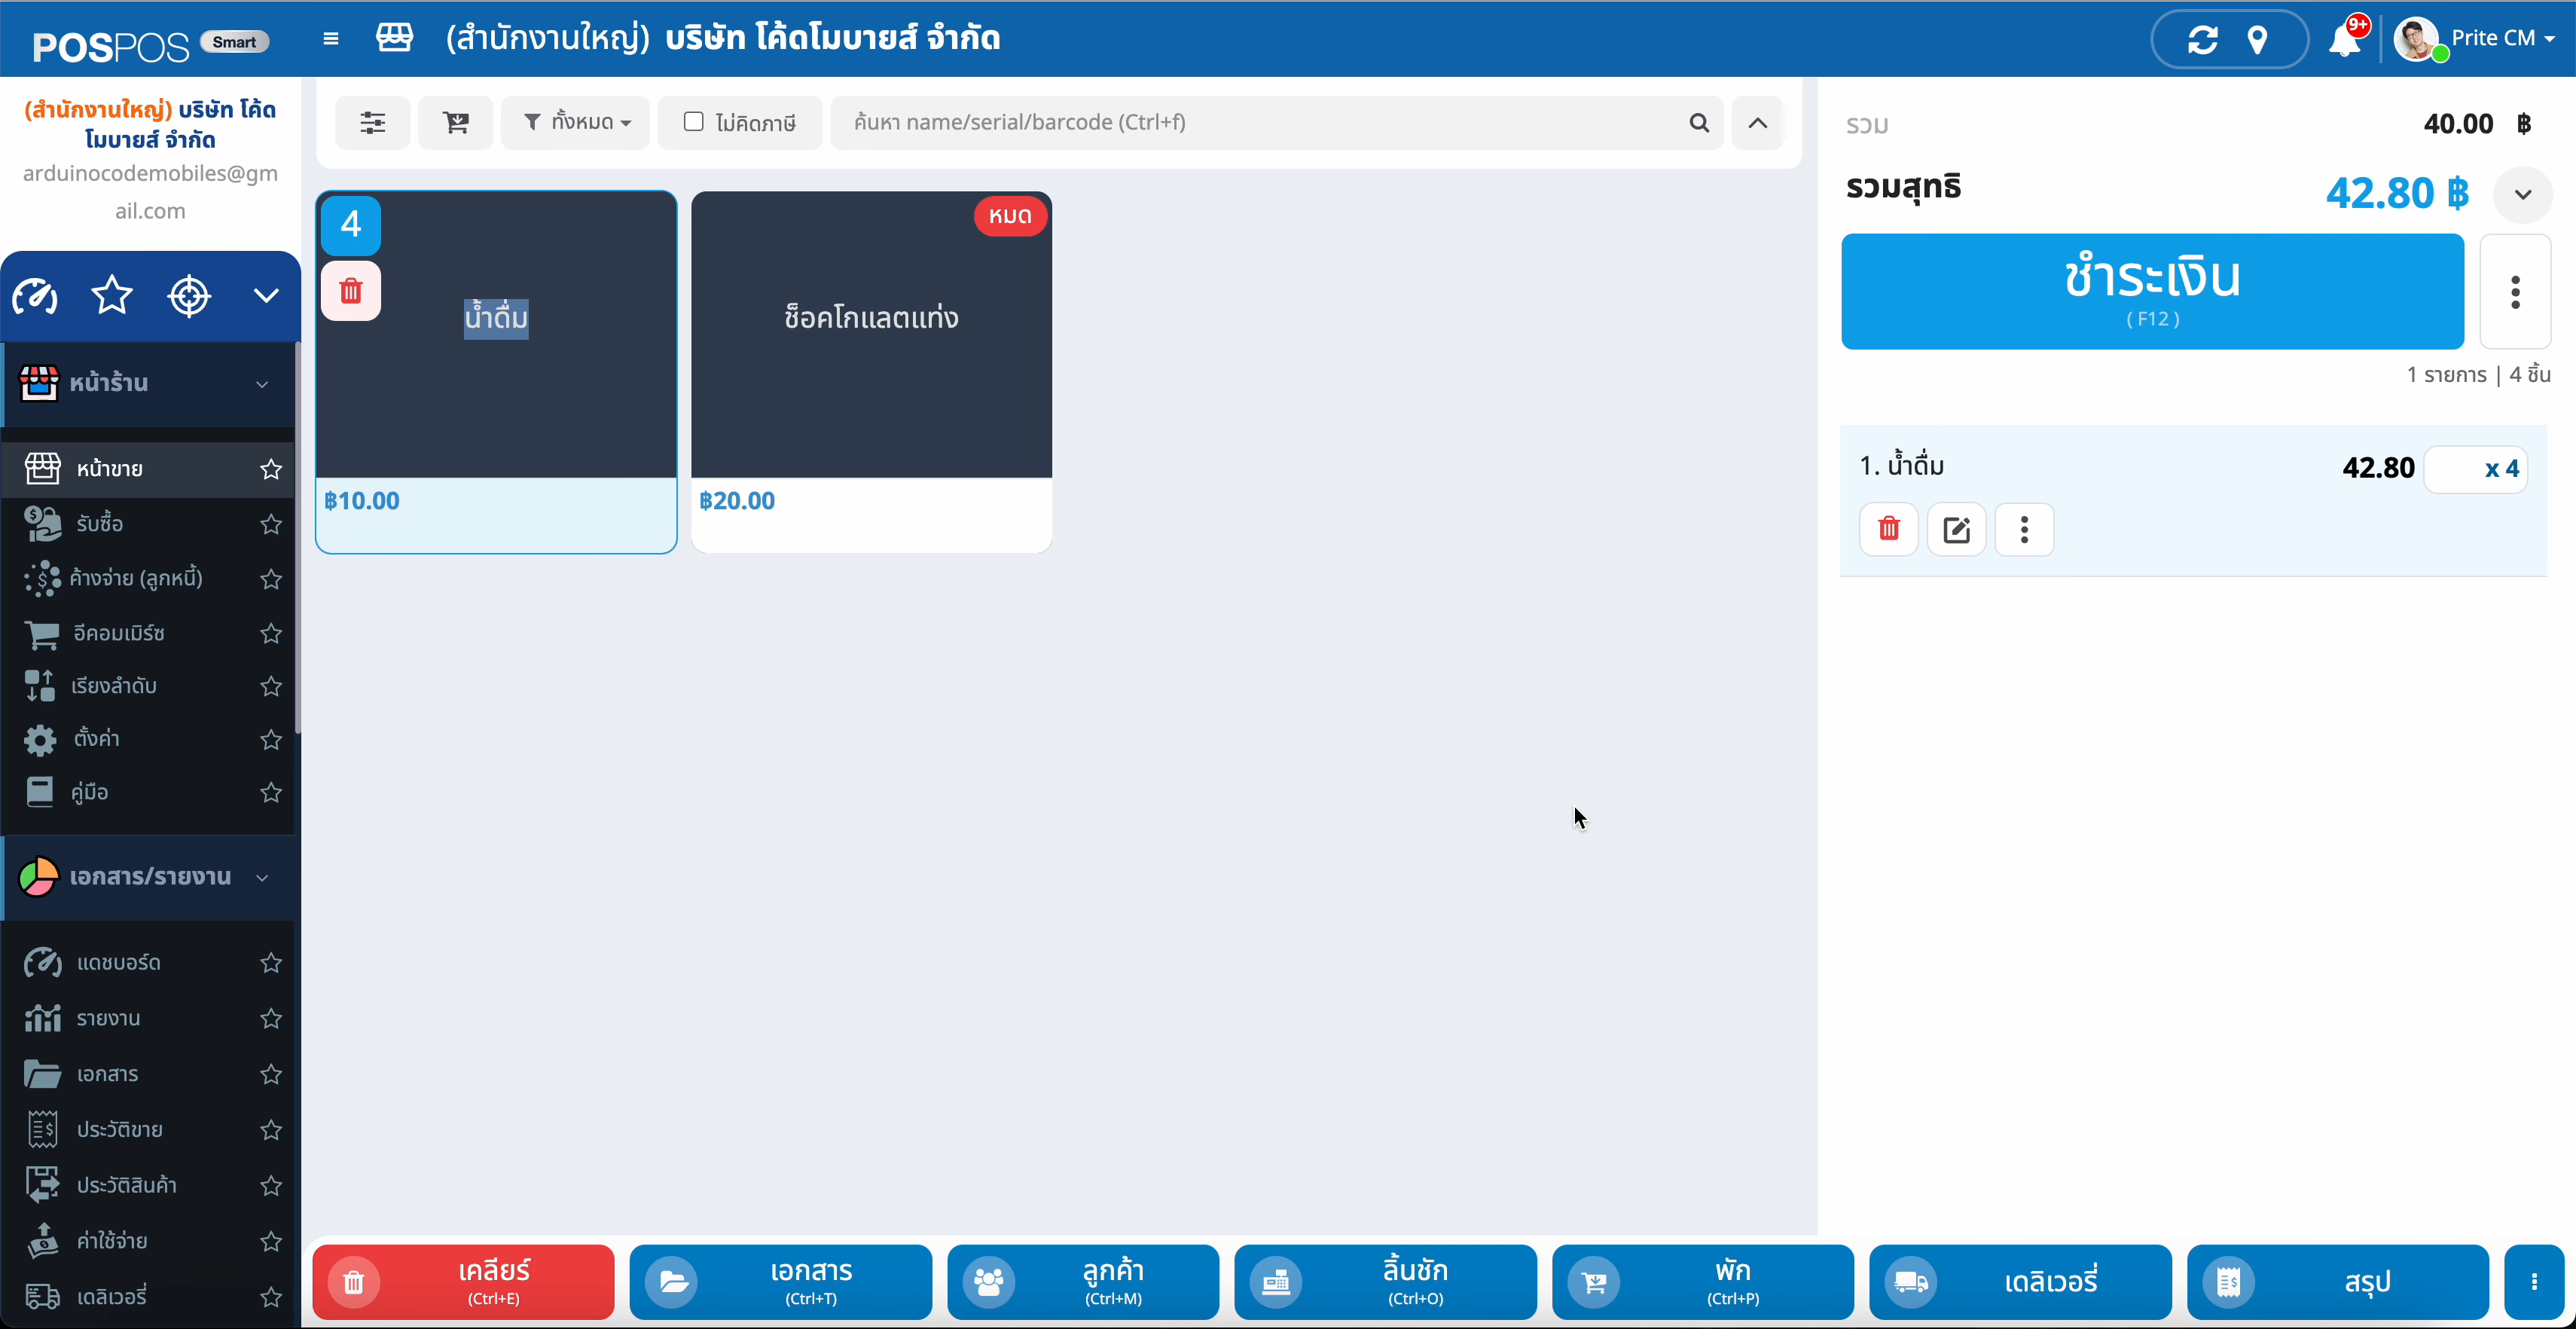 POSPOS Smart
(สำนักงานใหญ่) บริษัท โค้ดโมบายส์ จำกัด
9+
Prite CM
(สำนักงานใหญ่) บริษัท โค้ด
โมบายส์ จำกัด
arduinocodemobiles@gm
ail.com
หน้าร้าน
หน้าขาย
รับซื้อ
ค้างจ่าย (ลูกหนี้)
อีคอมเมิร์ซ
เรียงลำดับ
ตั้งค่า
คู่มือ
เอกสาร/รายงาน
แดชบอร์ด
รายงาน
เอกสาร
ประวัติขาย
ประวัติสินค้า
ค่าใช้จ่าย
เดลิเวอรี่
ทั้งหมด
ไม่คิดภาษี
ค้นหา name/serial/barcode (Ctrl+f)
4
น้ำดื่ม
฿10.00
หมด
ช็อคโกแลตแท่ง
฿20.00
รวม 40.00 ฿
รวมสุทธิ 42.80 ฿
ชำระเงิน
( F12 )
1 รายการ | 4 ชิ้น
1. น้ำดื่ม 42.80 x 4
เคลียร์
(Ctrl+E)
เอกสาร
(Ctrl+T)
ลูกค้า
(Ctrl+M)
ลิ้นชัก
(Ctrl+O)
พัก
(Ctrl+P)
เดลิเวอรี่
สรุป